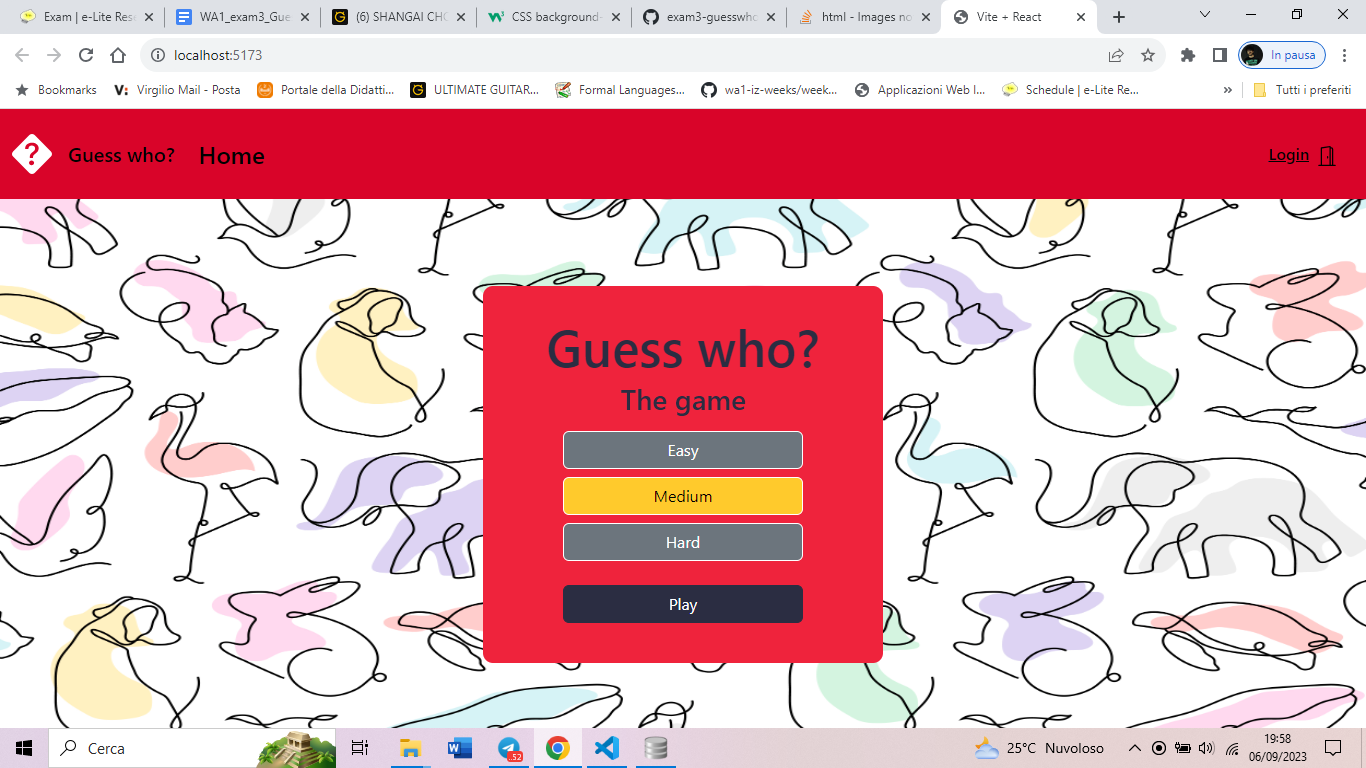 Exam | e-Lite Rese
WA1_exam3_Gue
(6) SHANGAI CHO
CSS background-
exam3-guesswho
html - Images no
Vite + React
localhost:5173
In pausa
Bookmarks
Virgilio Mail - Posta
Portale della Didatti...
ULTIMATE GUITAR...
Formal Languages...
wa1-iz-weeks/week...
Applicazioni Web I...
Schedule | e-Lite Re...
»
Tutti i preferiti
?
Guess who?
Home
Login
Guess who?
The game
Easy
Medium
Hard
Play
Cerca
..52
25°C Nuvoloso
19:58
06/09/2023